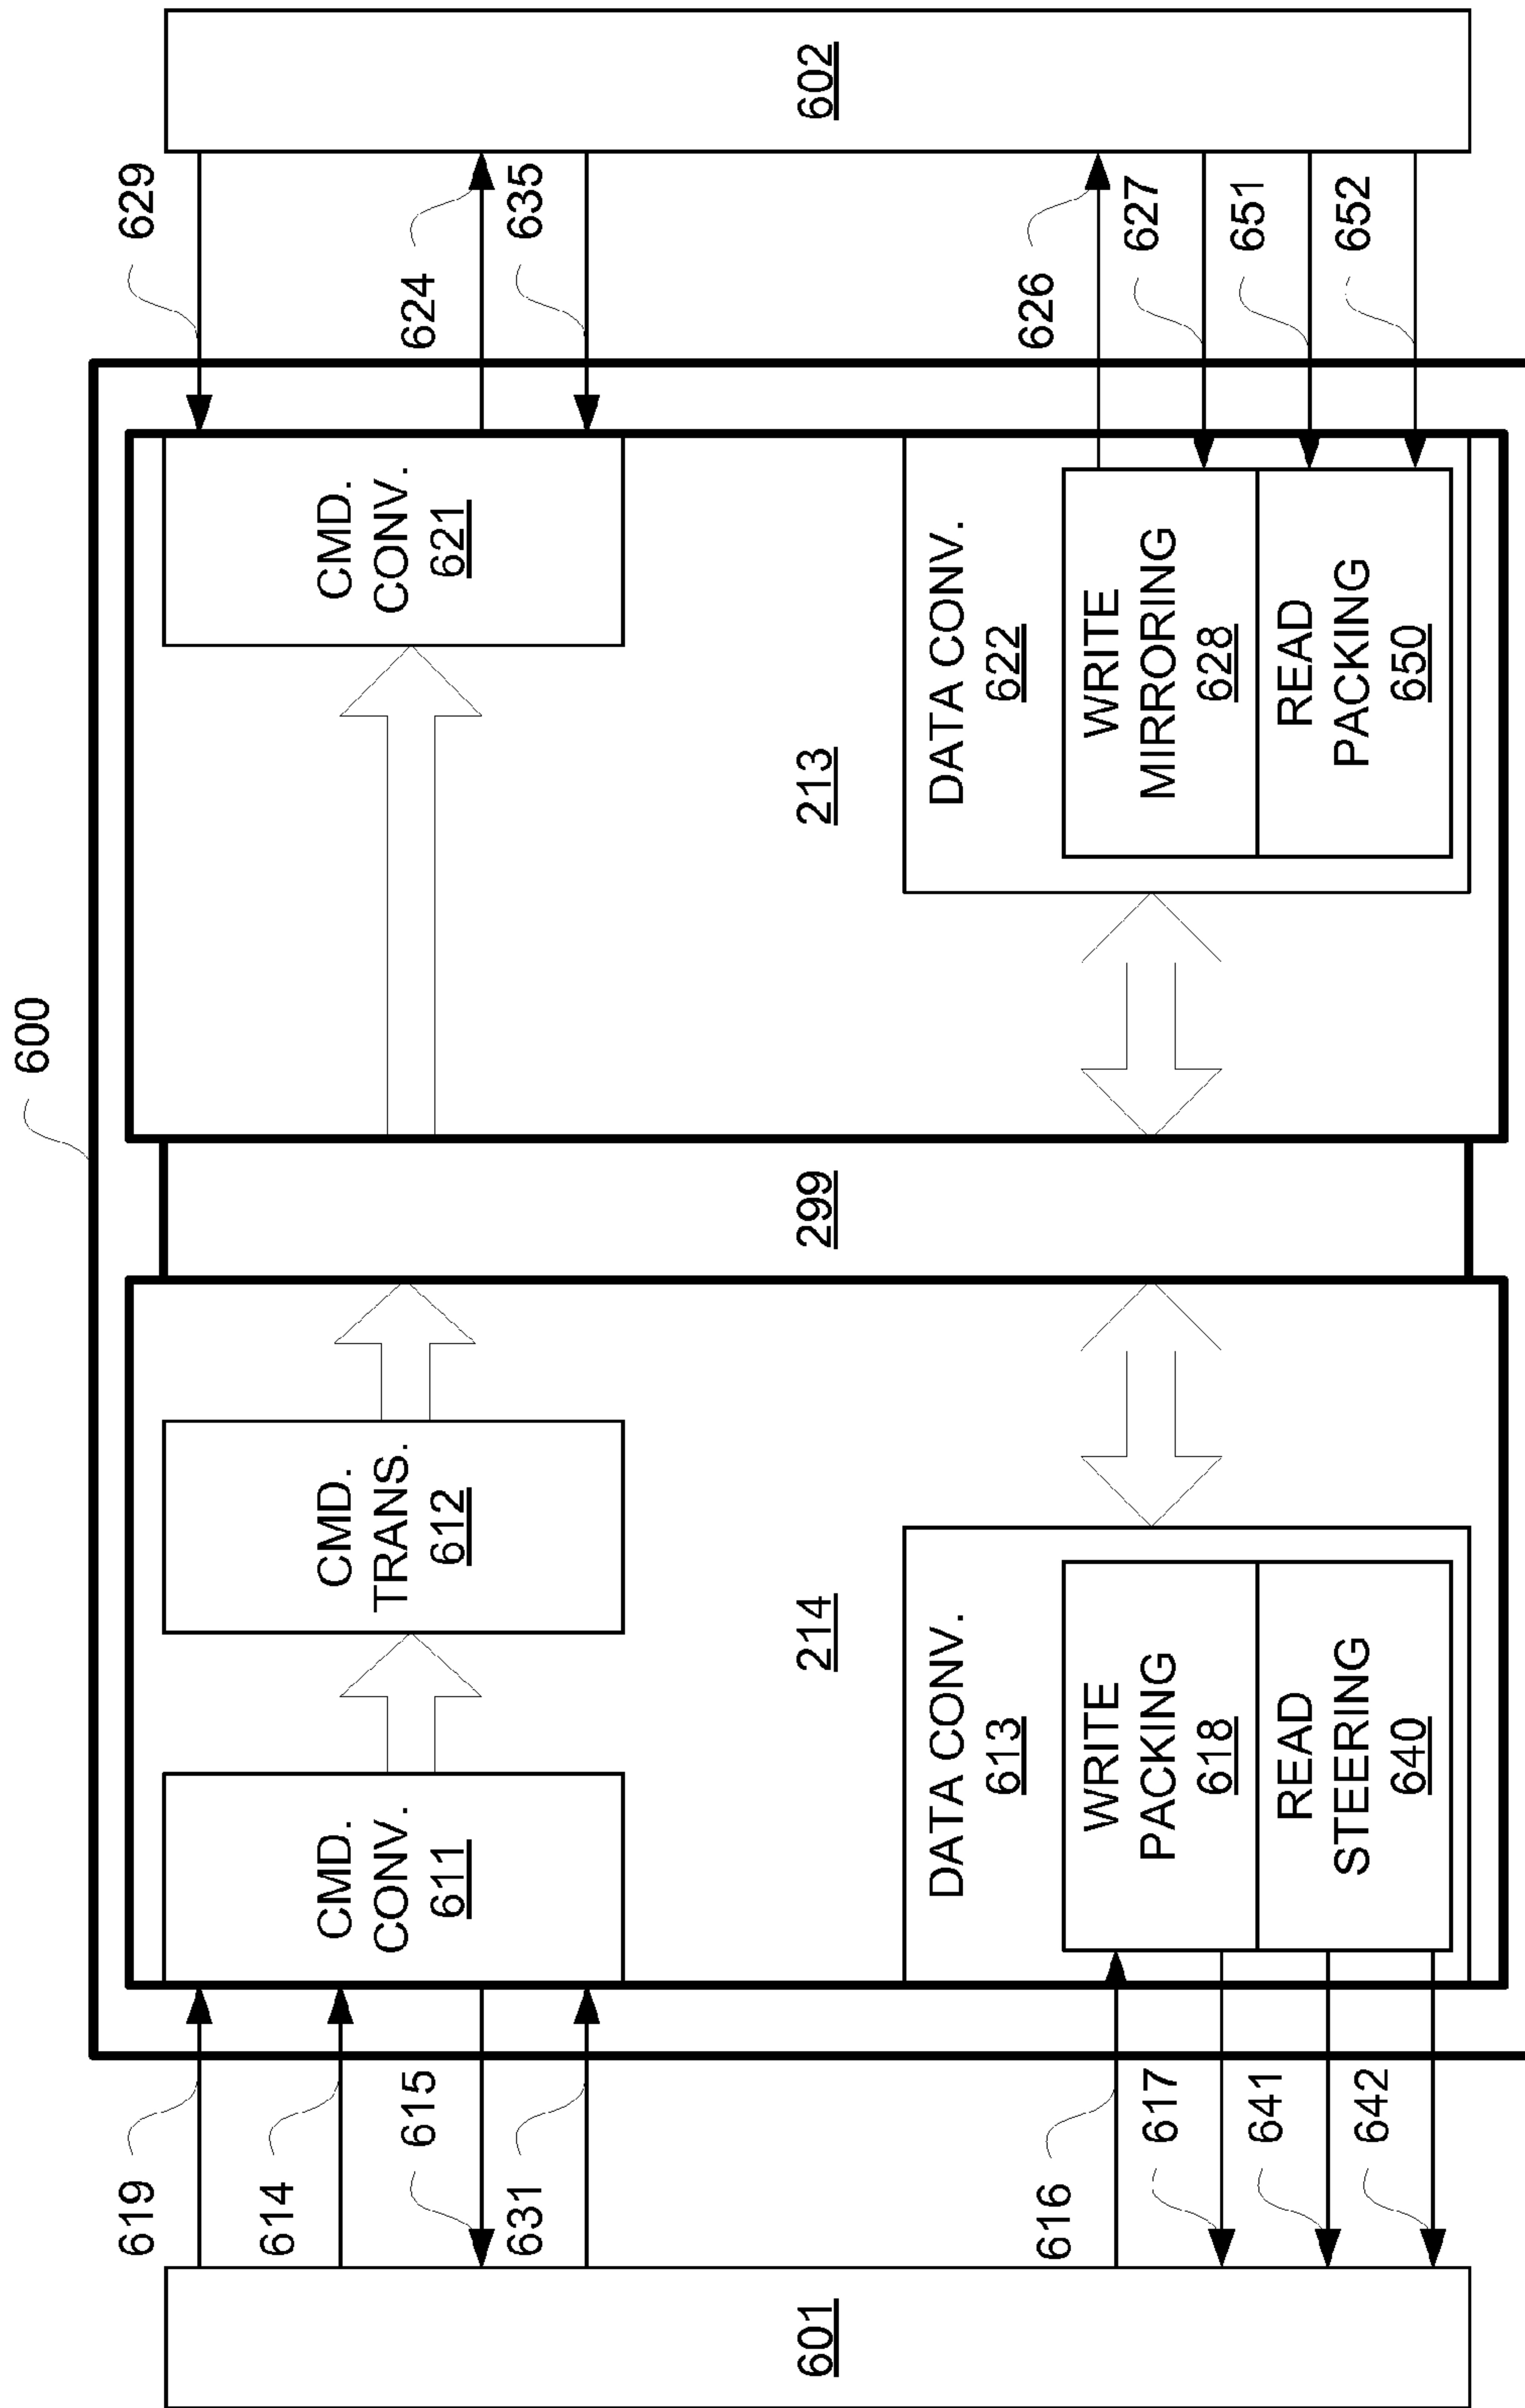 600
601
619
614
615
631
616
617
641
642
CMD.
CONV.
611
CMD.
TRANS.
612
214
DATA CONV.
613
WRITE
PACKING
618
READ
STEERING
640
299
213
CMD.
CONV.
621
DATA CONV.
622
WRITE
MIRRORING
628
READ
PACKING
650
629
624
635
626
627
651
652
602